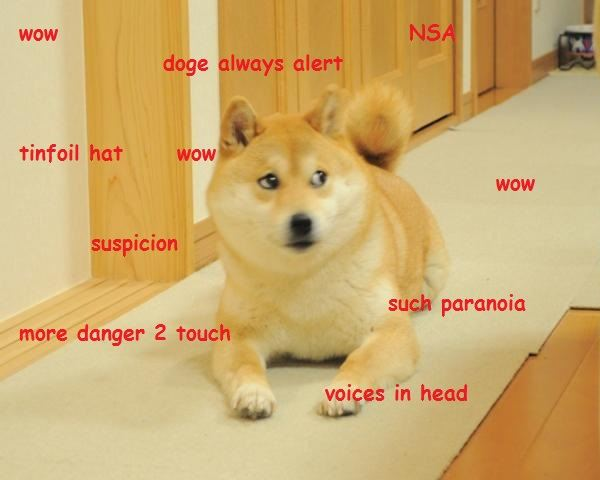 wow
NSA
doge always alert
tinfoil hat
wow
wow
suspicion
such paranoia
more danger 2 touch
voices in head